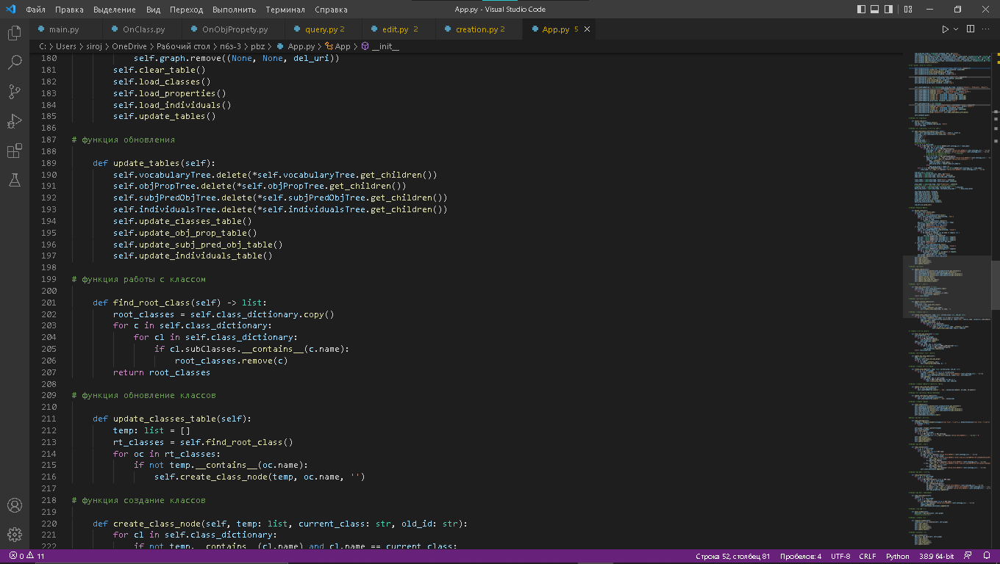 Файл Правка Выделение Вид Переход Выполнить Терминал Справка App.py - Visual Studio Code
main.py OnClass.py OnObjPropety.py query.py 2 edit.py 2 creation.py 2 App.py 5
C: > Users > siroj > OneDrive > Рабочий стол > пбз-3 > pbz > App.py > App > __init__
180 self.graph.remove((None, None, del_uri))
181 self.clear_table()
182 self.load_classes()
183 self.load_properties()
184 self.load_individuals()
185 self.update_tables()
186
187 # функция обновления
188
189 def update_tables(self):
190 self.vocabularyTree.delete(*self.vocabularyTree.get_children())
191 self.objPropTree.delete(*self.objPropTree.get_children())
192 self.subjPredObjTree.delete(*self.subjPredObjTree.get_children())
193 self.individualsTree.delete(*self.individualsTree.get_children())
194 self.update_classes_table()
195 self.update_obj_prop_table()
196 self.update_subj_pred_obj_table()
197 self.update_individuals_table()
198
199 # функция работы с классом
200
201 def find_root_class(self) -> list:
202 root_classes = self.class_dictionary.copy()
203 for c in self.class_dictionary:
204 for cl in self.class_dictionary:
205 if cl.subClasses.__contains__(c.name):
206 root_classes.remove(c)
207 return root_classes
208
209 # функция обновление классов
210
211 def update_classes_table(self):
212 temp: list = []
213 rt_classes = self.find_root_class()
214 for oc in rt_classes:
215 if not temp.__contains__(oc.name):
216 self.create_class_node(temp, oc.name, '')
217
218 # функция создание классов
219
220 def create_class_node(self, temp: list, current_class: str, old_id: str):
221 for cl in self.class_dictionary:
222 if not temp.__contains__(cl.name) and cl.name == current_class:
0 11 Строка 52, столбец 81 Пробелов: 4 UTF-8 CRLF Python 3.8.9 64-bit